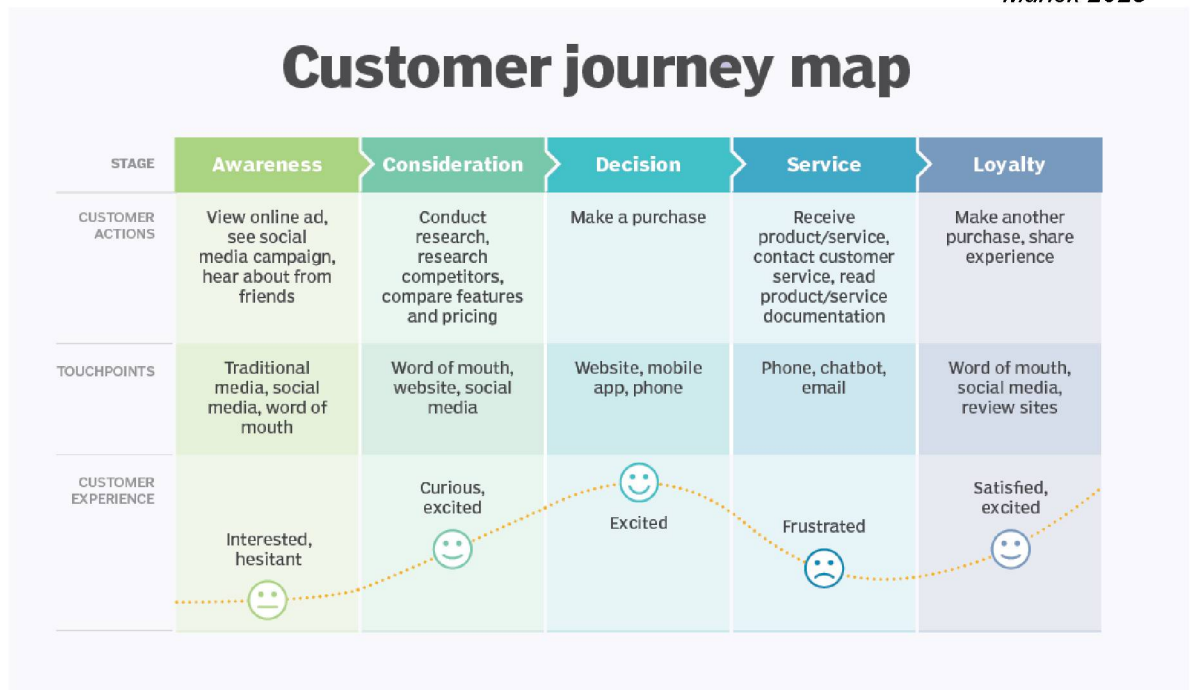 Customer journey map
STAGE
Awareness
Consideration
Decision
Service
Loyalty
CUSTOMER
ACTIONS
View online ad,
see social
media campaign,
hear about from
friends
Conduct
research,
research
competitors,
compare features
and pricing
Make a purchase
Receive
product/service,
contact customer
service, read
product/service
documentation
Make another
purchase, share
experience
TOUCHPOINTS
Traditional
media, social
media, word of
mouth
Word of mouth,
website, social
media
Website, mobile
app, phone
Phone, chatbot,
email
Word of mouth,
social media,
review sites
CUSTOMER
EXPERIENCE
Interested,
hesitant
Curious,
excited
Excited
Frustrated
Satisfied,
excited